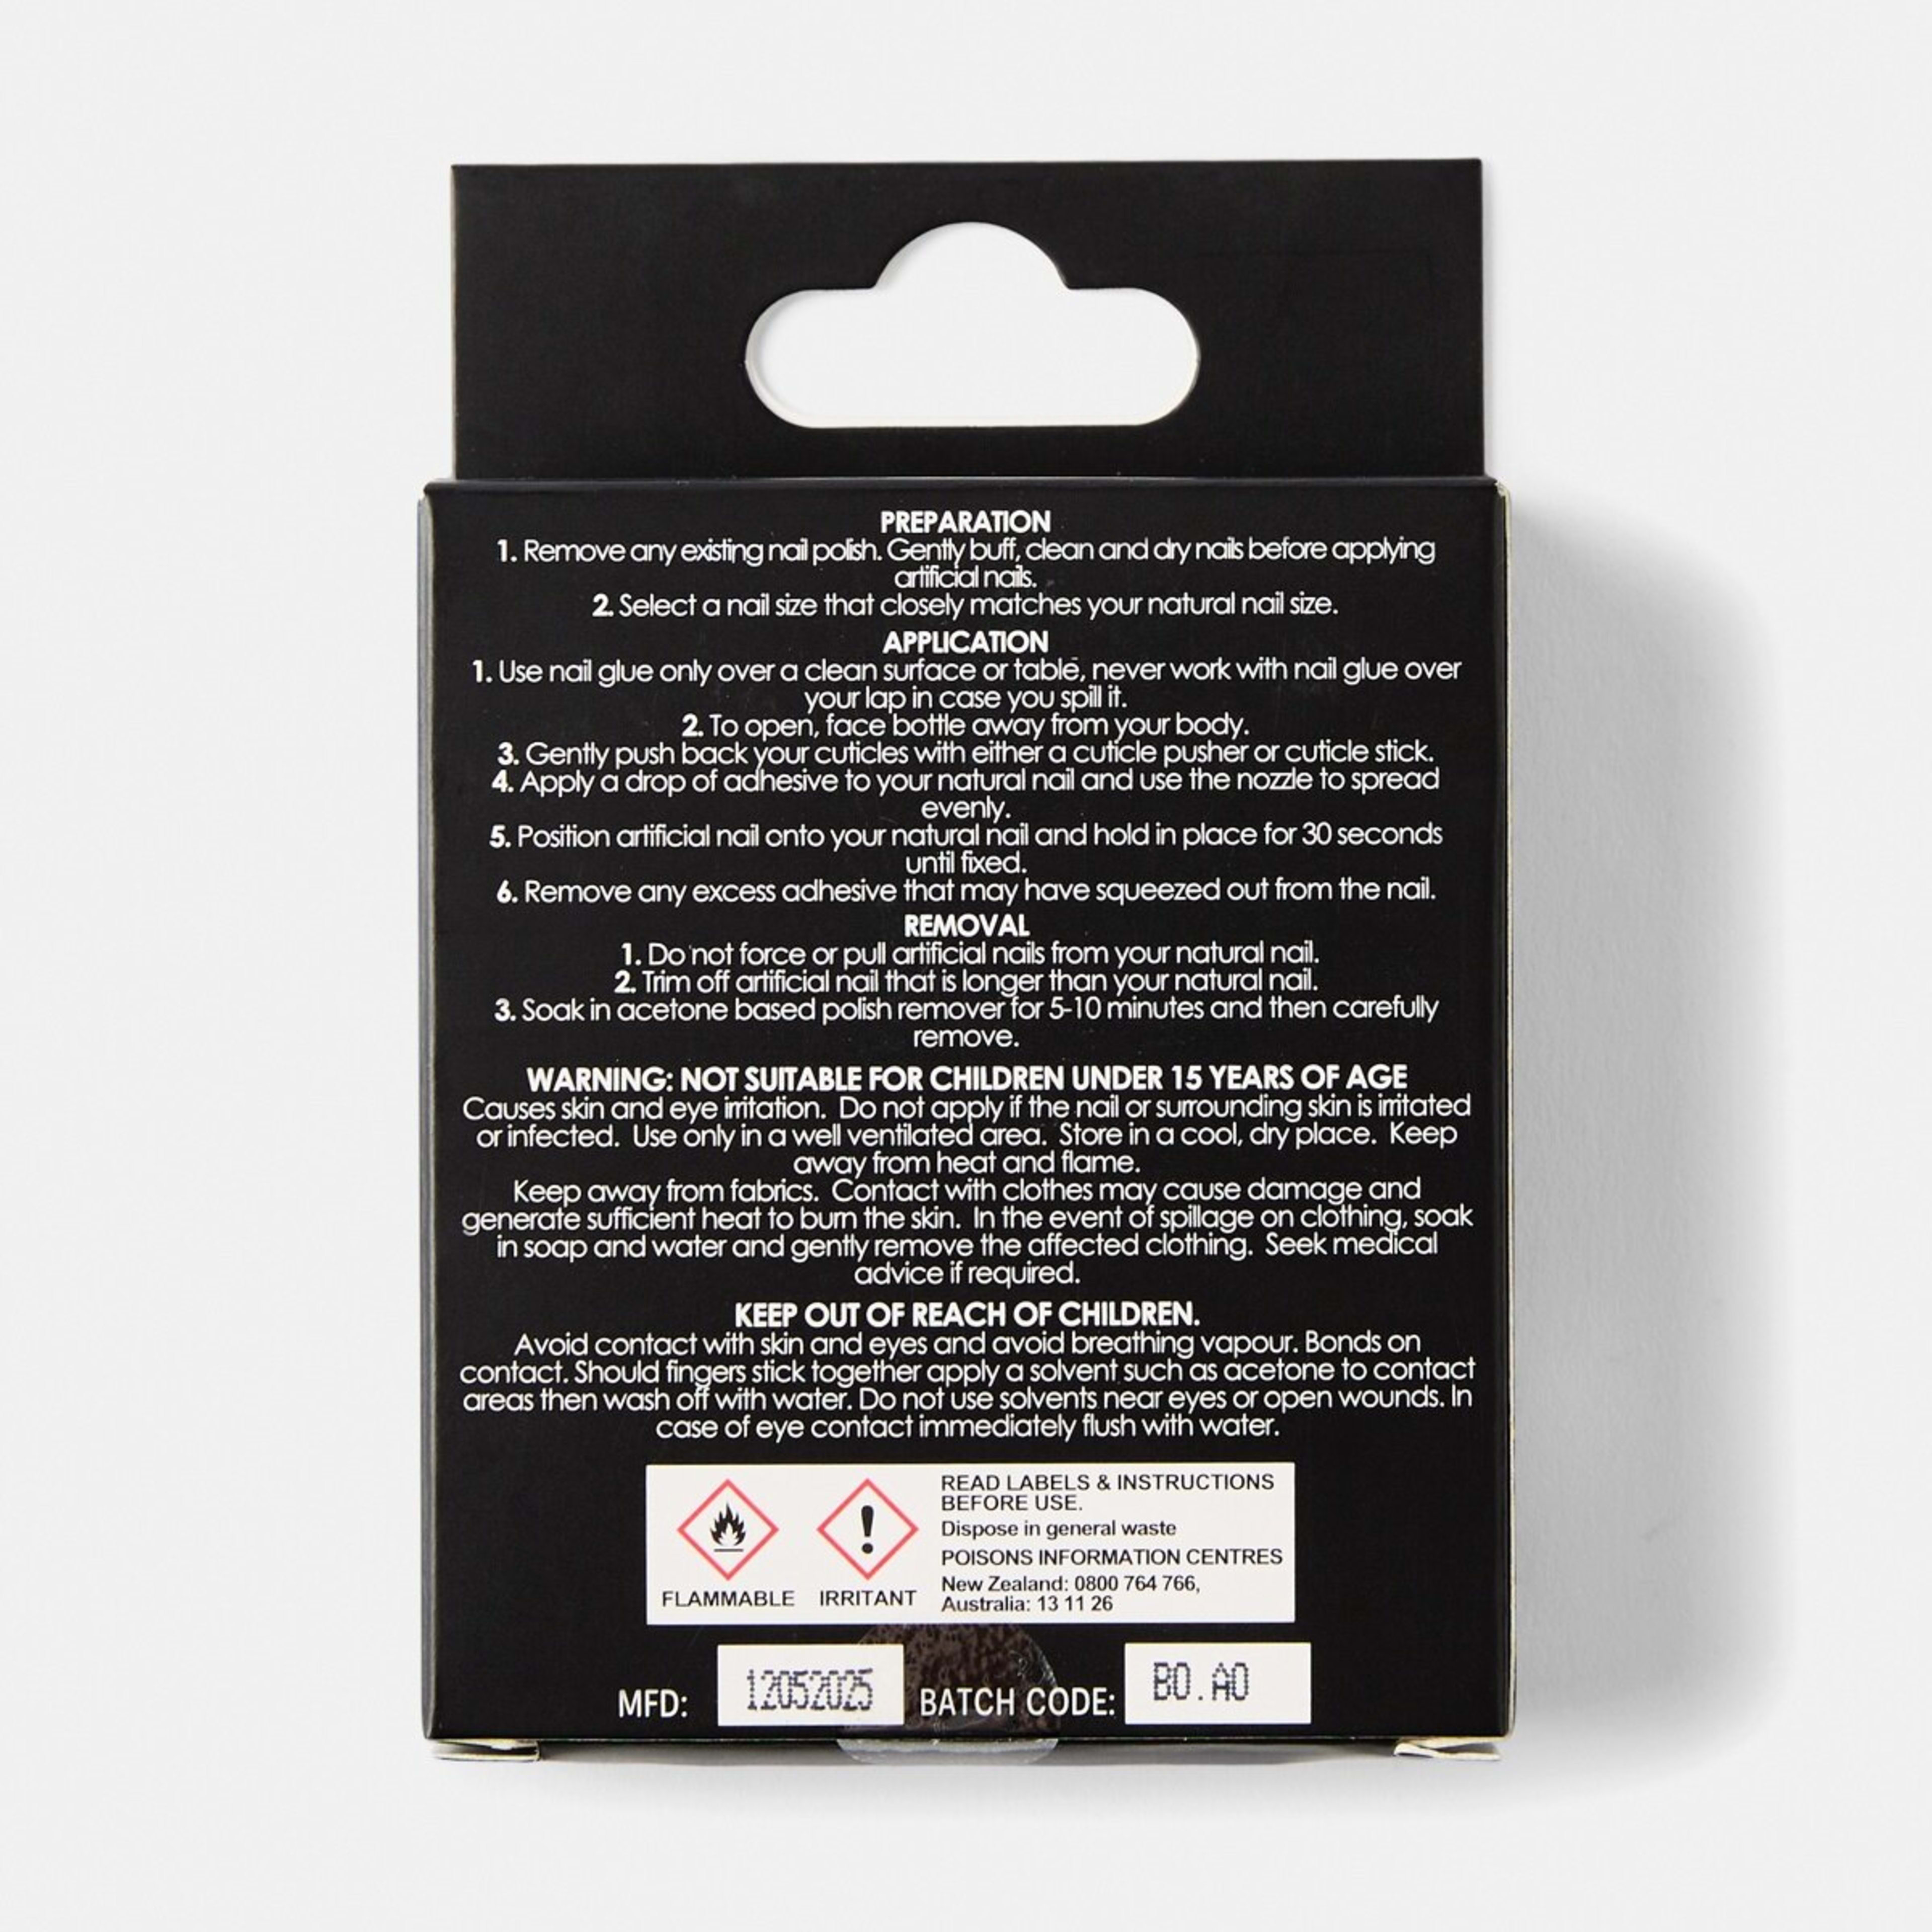 PREPARATION
1. Remove any existing nail polish. Gently buff, clean and dry nails before applying
artificial nails.
2. Select a nail size that closely matches your natural nail size.
APPLICATION
1. Use nail glue only over a clean surface or table, never work with nail glue over
your lap in case you spill it.
2. To open, face bottle away from your body.
3. Gently push back your cuticles with either a cuticle pusher or cuticle stick.
4. Apply a drop of adhesive to your natural nail and use the nozzle to spread
evenly.
5. Position artificial nail onto your natural nail and hold in place for 30 seconds
until fixed.
6. Remove any excess adhesive that may have squeezed out from the nail.
REMOVAL
1. Do not force or pull artificial nails from your natural nail.
2. Trim off artificial nail that is longer than your natural nail.
3. Soak in acetone based polish remover for 5-10 minutes and then carefully
remove.
WARNING: NOT SUITABLE FOR CHILDREN UNDER 15 YEARS OF AGE
Causes skin and eye irritation. Do not apply if the nail or surrounding skin is irritated
or infected. Use only in a well ventilated area. Store in a cool, dry place. Keep
away from heat and flame.
Keep away from fabrics. Contact with clothes may cause damage and
generate sufficient heat to burn the skin. In the event of spillage on clothing, soak
in soap and water and gently remove the affected clothing. Seek medical
advice if required.
KEEP OUT OF REACH OF CHILDREN.
Avoid contact with skin and eyes and avoid breathing vapour. Bonds on
contact. Should fingers stick together apply a solvent such as acetone to contact
areas then wash off with water. Do not use solvents near eyes or open wounds. In
case of eye contact immediately flush with water.
FLAMMABLE IRRITANT
READ LABELS & INSTRUCTIONS
BEFORE USE.
Dispose in general waste
POISONS INFORMATION CENTRES
New Zealand: 0800 764 766,
Australia: 13 11 26
MFD: 12052025 BATCH CODE: BO.AO